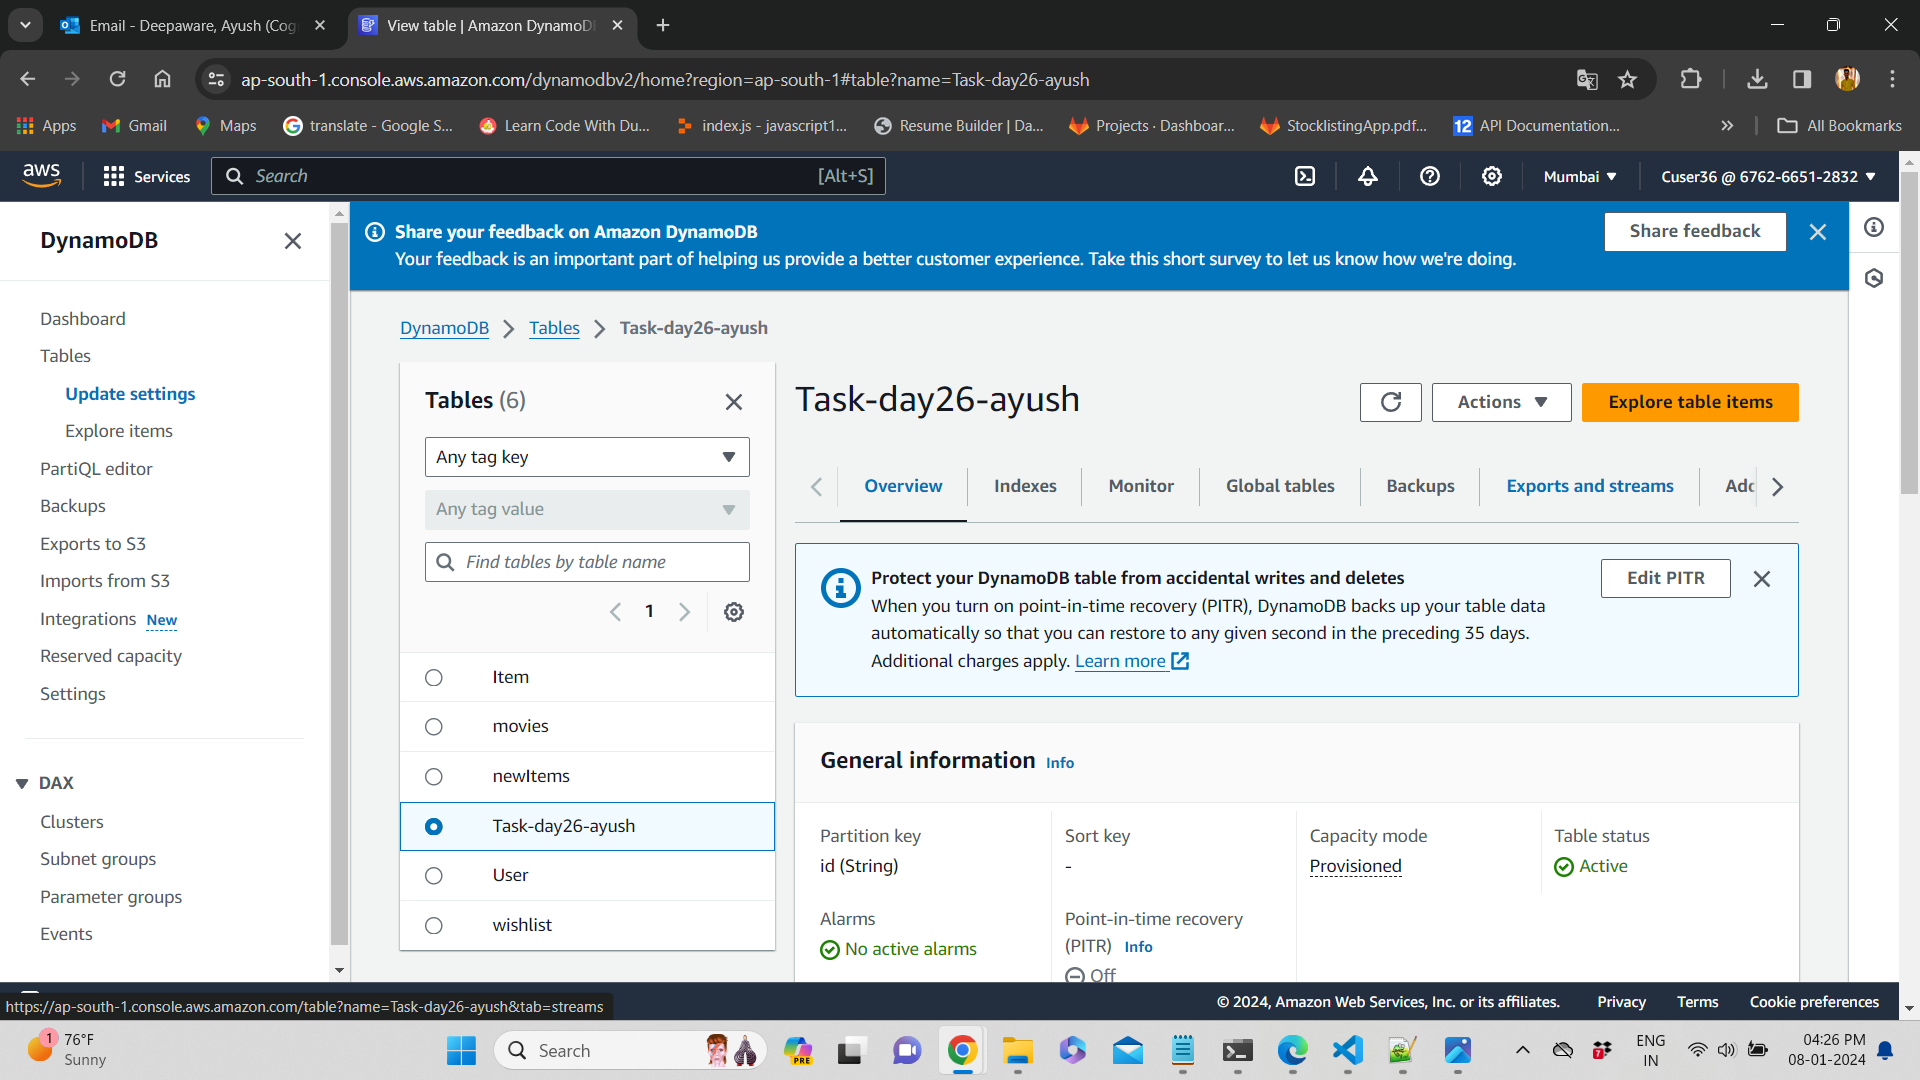 Email - Deepaware, Ayush (Cog
View table | Amazon DynamoD
ap-south-1.console.aws.amazon.com/dynamodbv2/home?region=ap-south-1#table?name=Task-day26-ayush
Apps
Gmail
Maps
translate - Google S...
Learn Code With Du...
index.js - javascript1...
Resume Builder | Da...
Projects · Dashboar...
StocklistingApp.pdf...
12 API Documentation...
All Bookmarks
aws
Services
Search
[Alt+S]
Mumbai
Cuser36 @ 6762-6651-2832
DynamoDB
Dashboard
Tables
Update settings
Explore items
PartiQL editor
Backups
Exports to S3
Imports from S3
Integrations New
Reserved capacity
Settings
DAX
Clusters
Subnet groups
Parameter groups
Events
Share your feedback on Amazon DynamoDB
Your feedback is an important part of helping us provide a better customer experience. Take this short survey to let us know how we're doing.
Share feedback
DynamoDB
Tables
Task-day26-ayush
Tables (6)
Any tag key
Any tag value
Find tables by table name
1
Item
movies
newItems
Task-day26-ayush
User
wishlist
Task-day26-ayush
Actions
Explore table items
Overview
Indexes
Monitor
Global tables
Backups
Exports and streams
Adc
Protect your DynamoDB table from accidental writes and deletes
When you turn on point-in-time recovery (PITR), DynamoDB backs up your table data
automatically so that you can restore to any given second in the preceding 35 days.
Additional charges apply. Learn more
Edit PITR
General information Info
Partition key
id (String)
Sort key
-
Capacity mode
Provisioned
Table status
Active
Alarms
No active alarms
Point-in-time recovery
(PITR) Info
Off
https://ap-south-1.console.aws.amazon.com/table?name=Task-day26-ayush&tab=streams
© 2024, Amazon Web Services, Inc. or its affiliates.
Privacy
Terms
Cookie preferences
1
76°F
Sunny
Search
PRE
7
ENG
IN
04:26 PM
08-01-2024